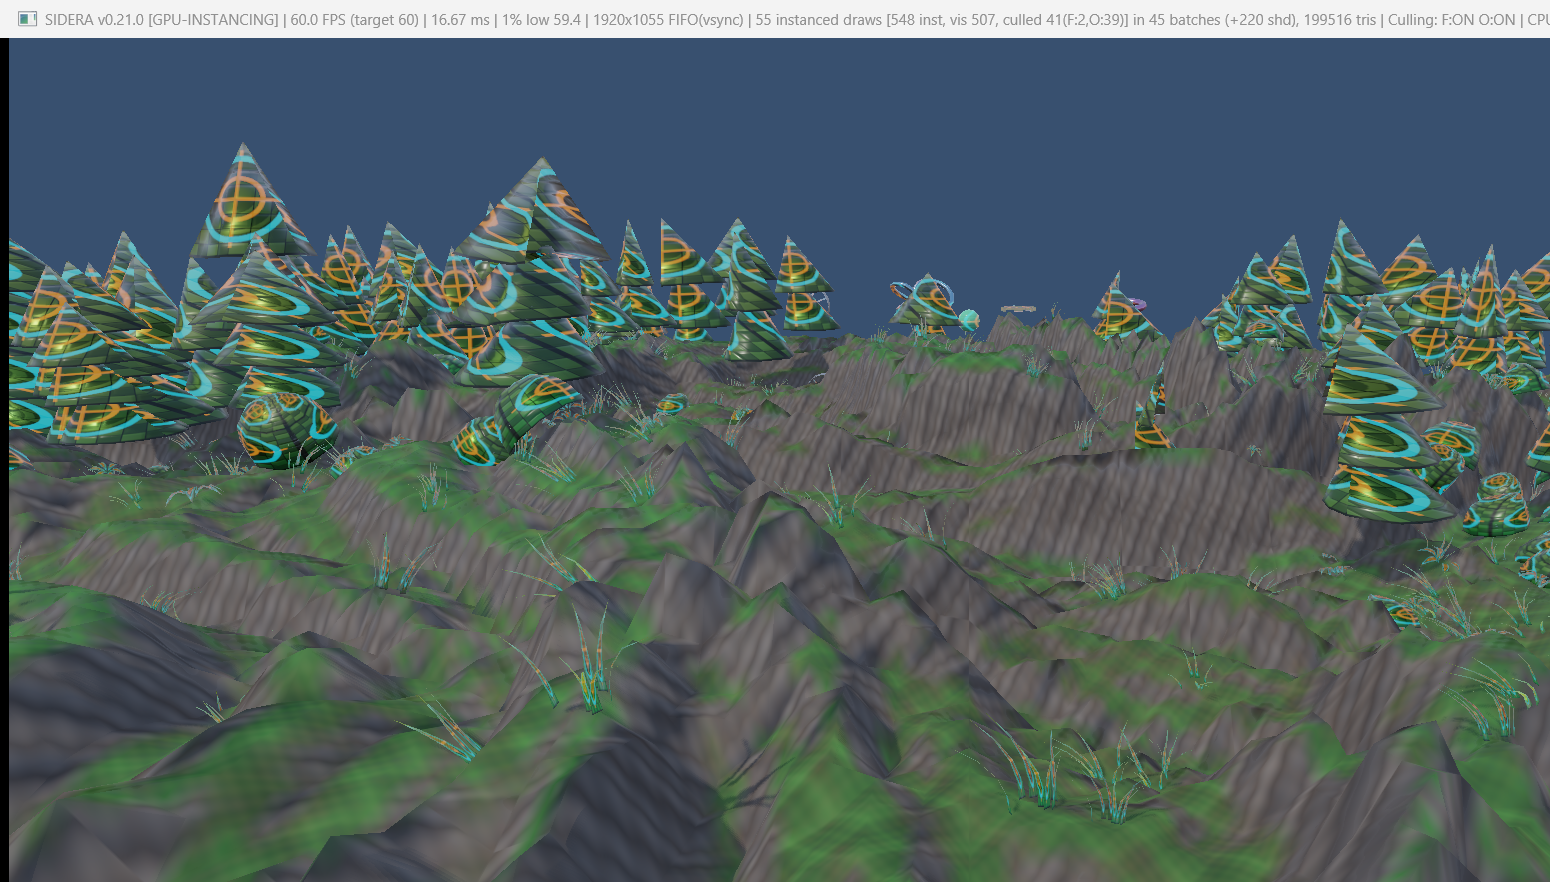 SIDERA v0.21.0 [GPU-INSTANCING] | 60.0 FPS (target 60) | 16.67 ms | 1% low 59.4 | 1920x1055 FIFO(vsync) | 55 instanced draws [548 inst, vis 507, culled 41(F:2,O:39)] in 45 batches (+220 shd), 199516 tris | Culling: F:ON O:ON |